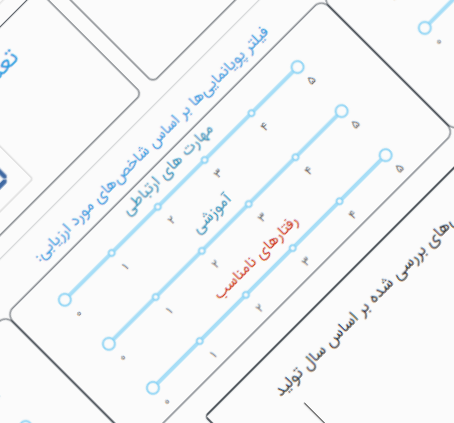 فیلتر پویانمایی‌ها بر اساس شاخص‌های مورد ارزیابی:
مهارت های ارتباطی
۰ ۱ ۲ ۳ ۴ ۵
آموزشی
۰ ۱ ۲ ۳ ۴ ۵
رفتارهای نامناسب
۰ ۱ ۲ ۳ ۴ ۵
های بررسی شده بر اساس سال تولید
۰